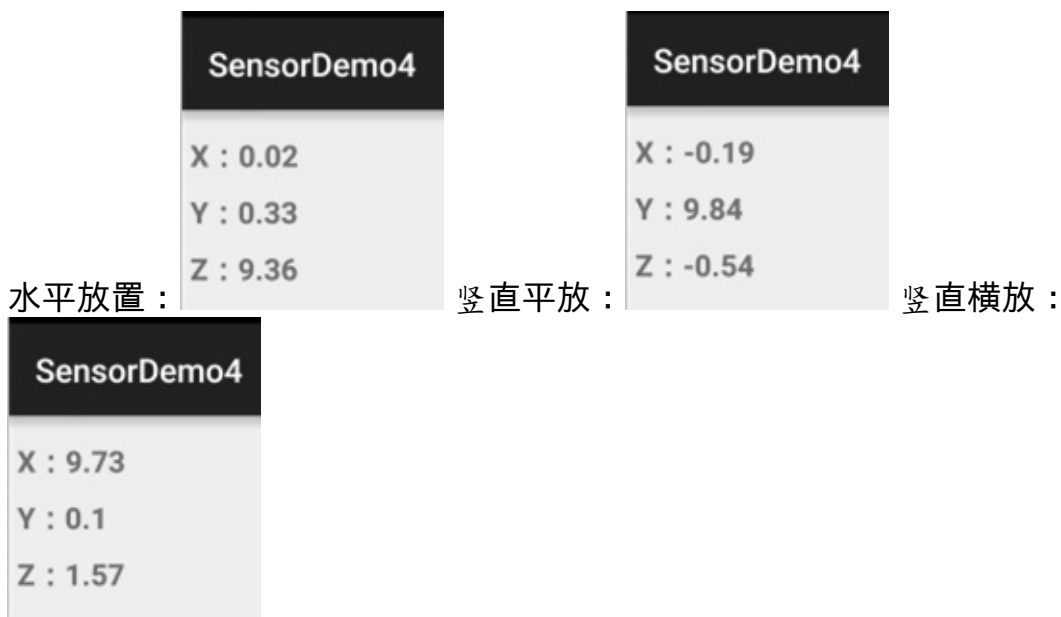 SensorDemo4
X : 0.02
Y : 0.33
Z : 9.36
水平放置：
SensorDemo4
X : -0.19
Y : 9.84
Z : -0.54
竖直平放：
竖直横放：
SensorDemo4
X : 9.73
Y : 0.1
Z : 1.57